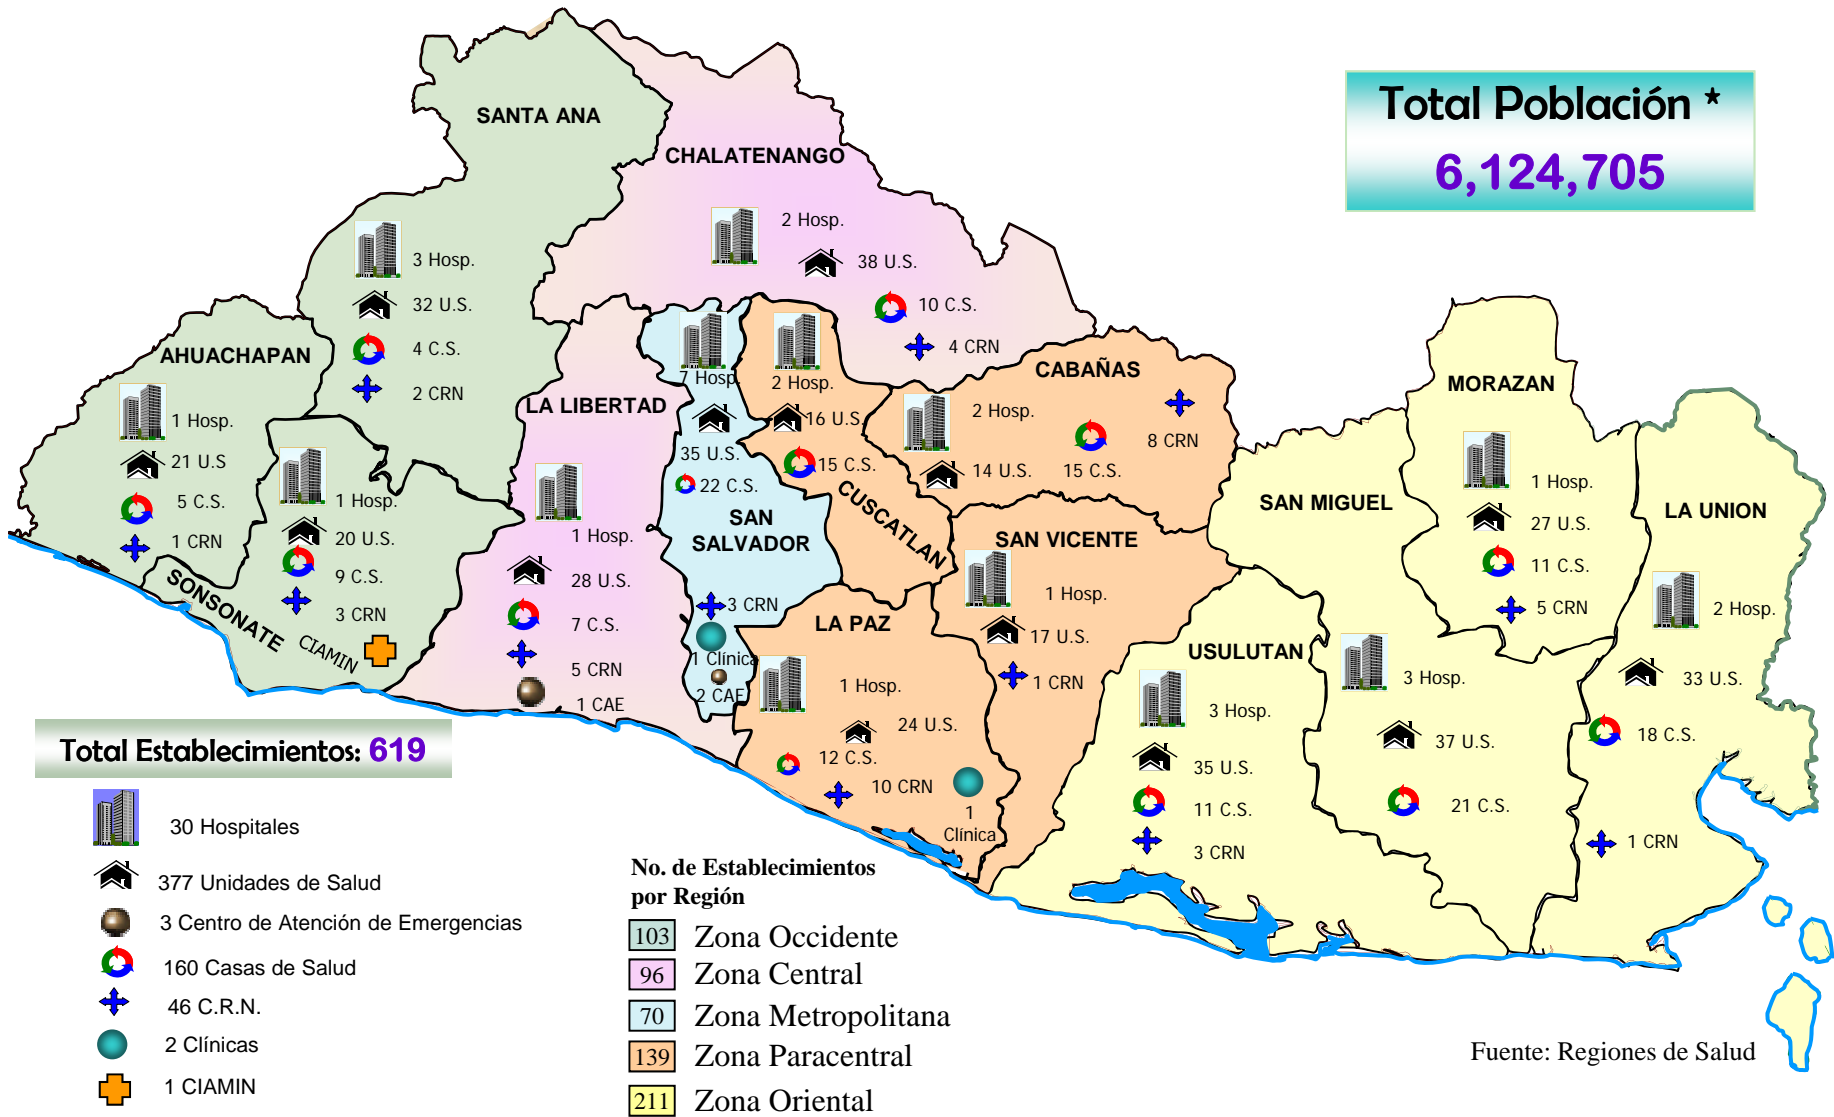 Total Población *
6,124,705
SANTA ANA
3 Hosp.
32 U.S.
4 C.S.
2 CRN
CHALATENANGO
2 Hosp.
38 U.S.
10 C.S.
4 CRN
AHUACHAPAN
1 Hosp.
21 U.S
5 C.S.
1 CRN
SONSONATE
1 Hosp.
20 U.S.
9 C.S.
3 CRN
CIAMIN
LA LIBERTAD
1 Hosp.
28 U.S.
7 C.S.
5 CRN
1 CAE
7 Hosp.
35 U.S.
22 C.S.
SAN
SALVADOR
3 CRN
1 Clínica
2 CAE
2 Hosp.
16 U.S.
15 C.S.
CUSCATLAN
CABAÑAS
2 Hosp.
14 U.S.
15 C.S.
8 CRN
SAN VICENTE
1 Hosp.
17 U.S.
1 CRN
LA PAZ
1 Hosp.
24 U.S.
12 C.S.
10 CRN
1
Clínica
USULUTAN
3 Hosp.
35 U.S.
11 C.S.
3 CRN
SAN MIGUEL
3 Hosp.
37 U.S.
21 C.S.
MORAZAN
1 Hosp.
27 U.S.
11 C.S.
5 CRN
LA UNION
2 Hosp.
33 U.S.
18 C.S.
1 CRN
Total Establecimientos: 619
30 Hospitales
377 Unidades de Salud
3 Centro de Atención de Emergencias
160 Casas de Salud
46 C.R.N.
2 Clínicas
1 CIAMIN
No. de Establecimientos
por Región
103 Zona Occidente
96 Zona Central
70 Zona Metropolitana
139 Zona Paracentral
211 Zona Oriental
Fuente: Regiones de Salud